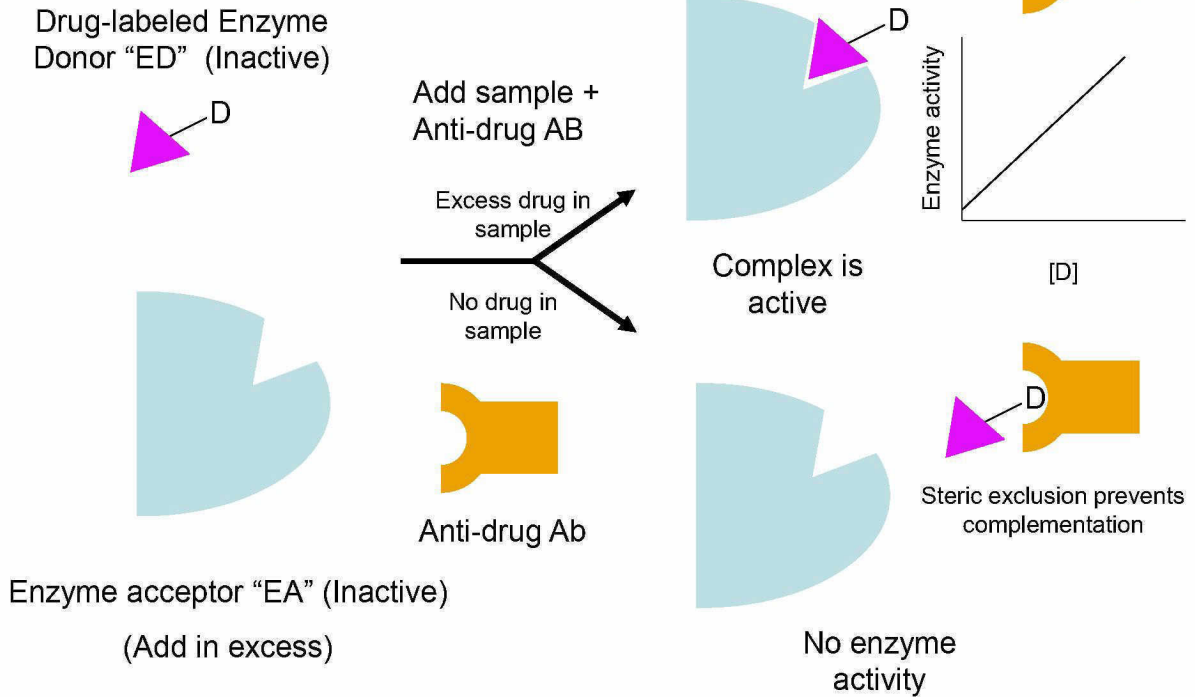 Drug-labeled Enzyme
Donor “ED” (Inactive)
D
Add sample +
Anti-drug AB
Excess drug in
sample
No drug in
sample
D
Complex is
active
Enzyme activity
[D]
Anti-drug Ab
Enzyme acceptor “EA” (Inactive)
(Add in excess)
D
Steric exclusion prevents
complementation
No enzyme
activity